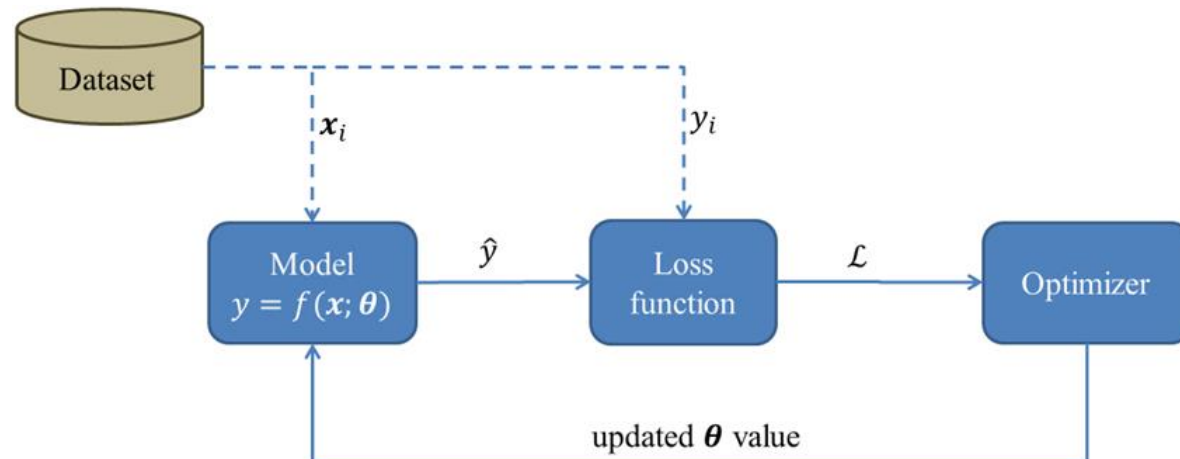 Dataset
𝒙ᵢ
yᵢ
Model
y = f(𝒙; 𝜽)
ŷ
Loss
function
ℒ
Optimizer
updated 𝜽 value